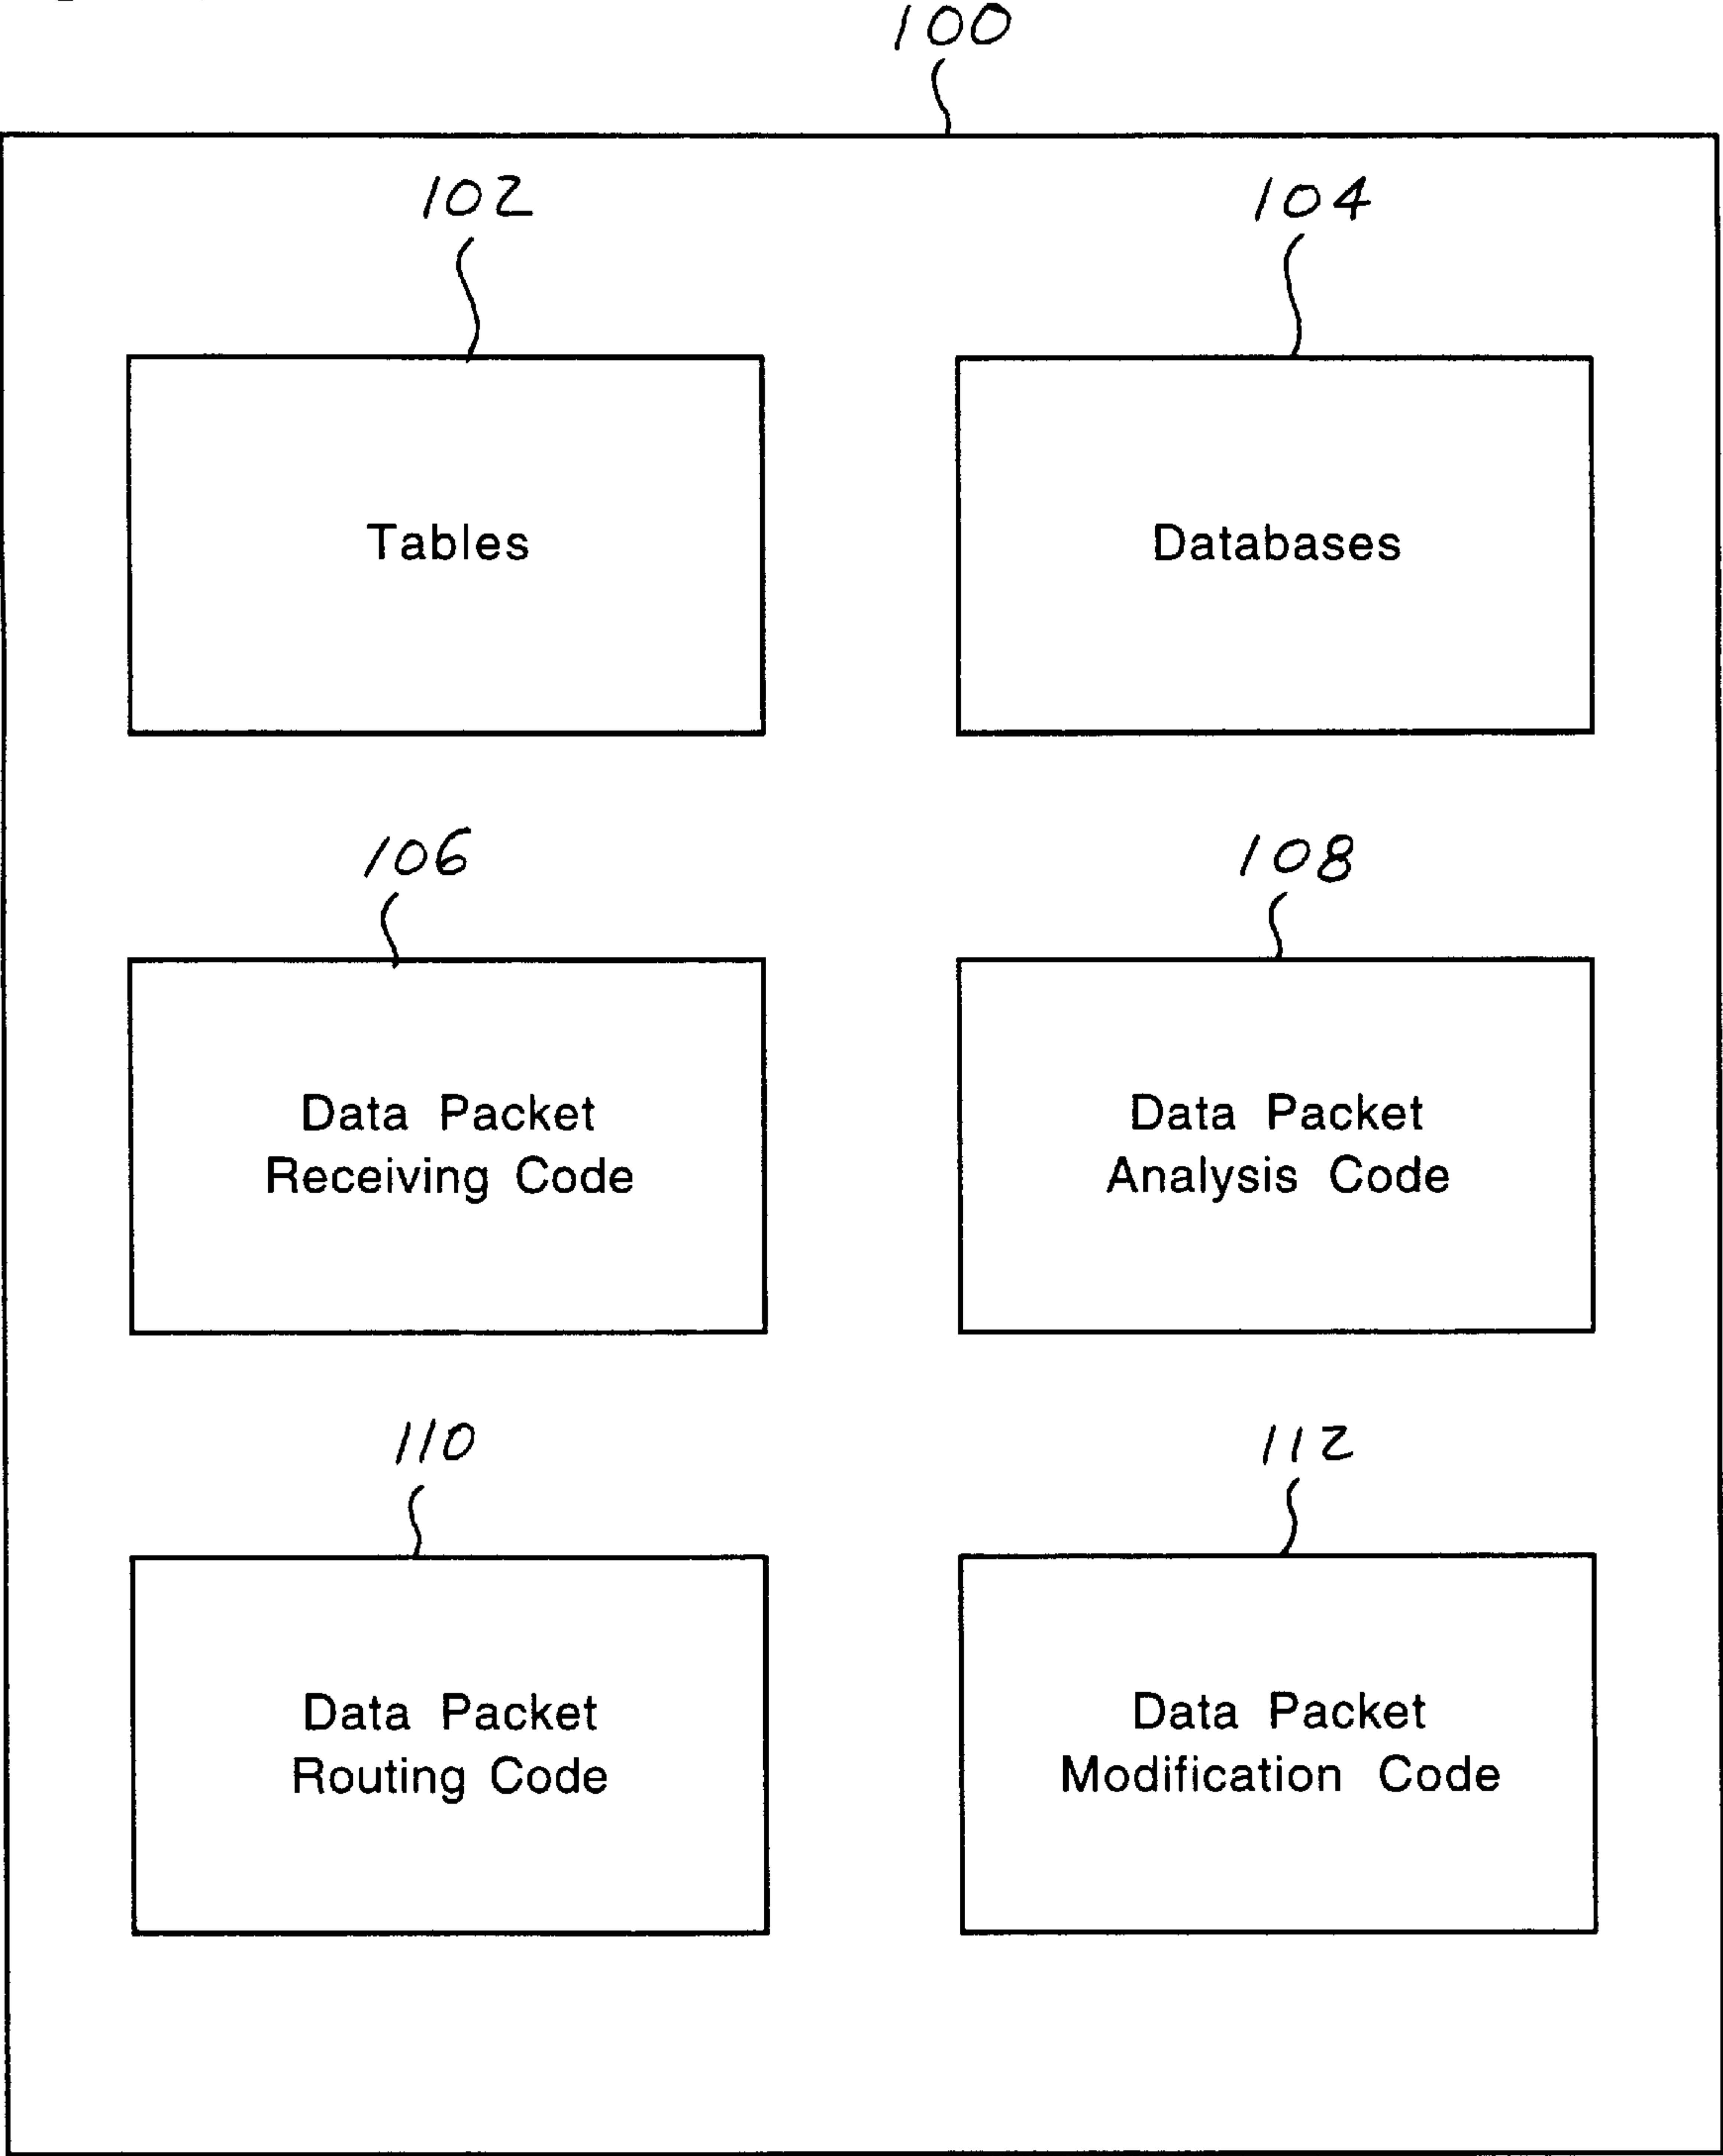 100
102
104
Tables
Databases
106
108
Data Packet
Receiving Code
Data Packet
Analysis Code
110
112
Data Packet
Routing Code
Data Packet
Modification Code